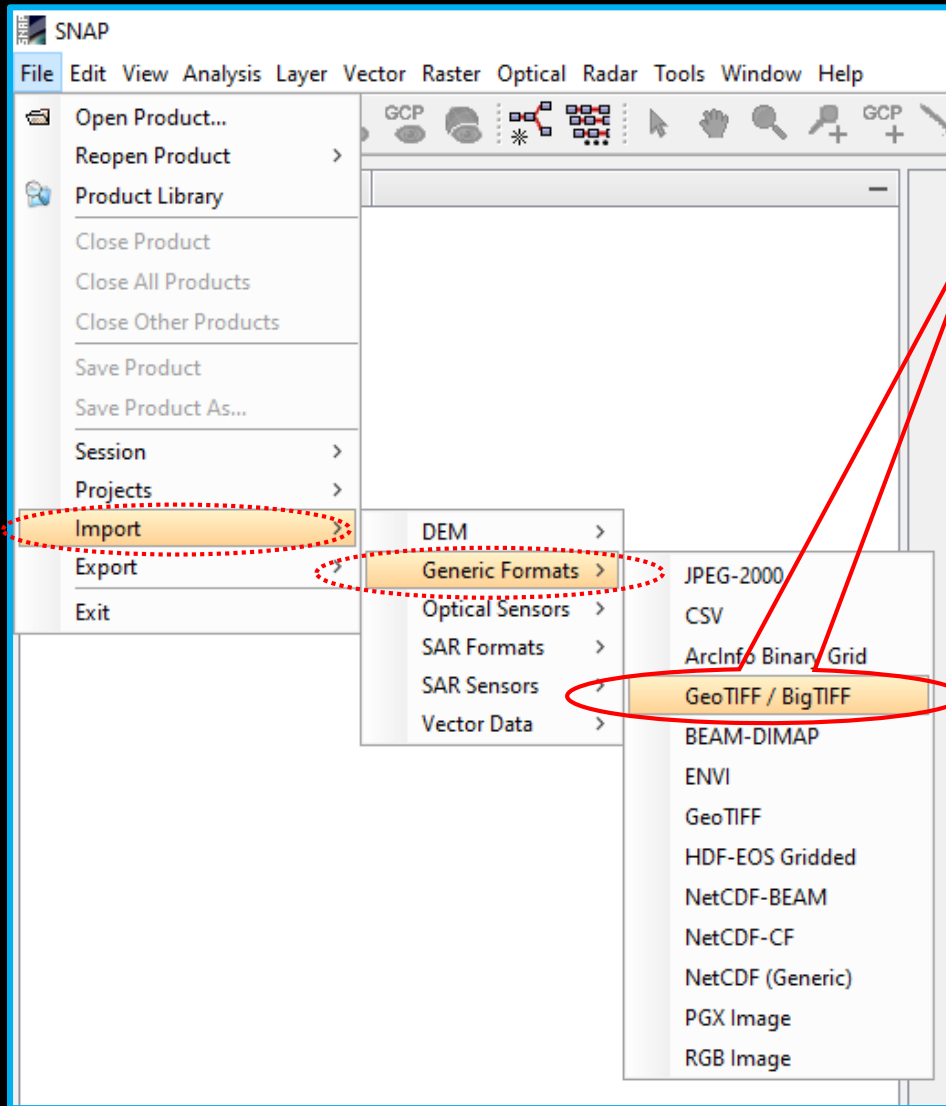 SNAP
File Edit View Analysis Layer Vector Raster Optical Radar Tools Window Help
GCP GCP
Open Product...
Reopen Product
Product Library
Close Product
Close All Products
Close Other Products
Save Product
Save Product As...
Session
Projects
Import
Export
Exit
DEM
Generic Formats
Optical Sensors
SAR Formats
SAR Sensors
Vector Data
JPEG-2000
CSV
ArcInfo Binary Grid
GeoTIFF / BigTIFF
BEAM-DIMAP
ENVI
GeoTIFF
HDF-EOS Gridded
NetCDF-BEAM
NetCDF-CF
NetCDF (Generic)
PGX Image
RGB Image